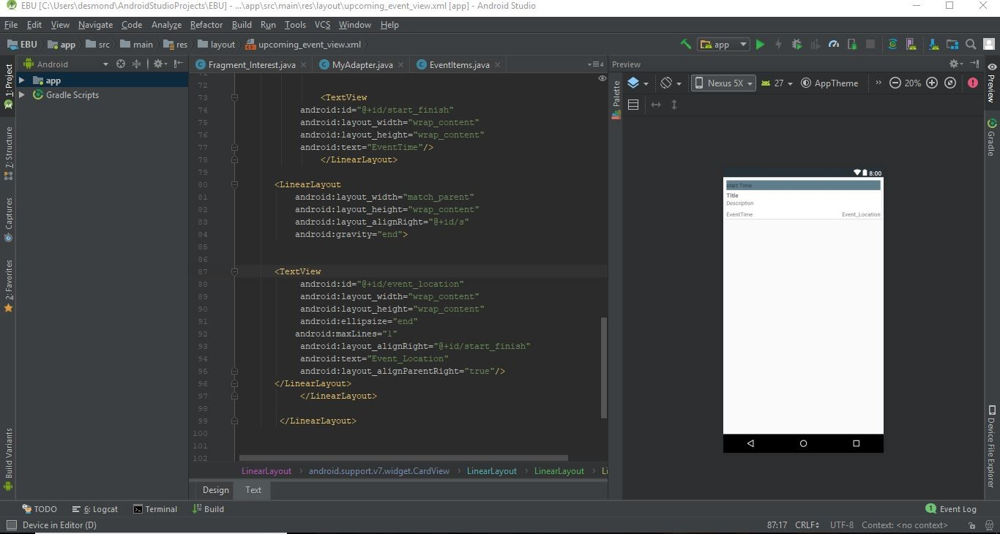 EBU [C:\Users\desmond\AndroidStudioProjects\EBU] - ...\app\src\main\res\layout\upcoming_event_view.xml [app] - Android Studio
File Edit View Navigate Code Analyze Refactor Build Run Tools VCS Window Help
EBU app src main res layout upcoming_event_view.xml app
1: Project
7: Structure
Captures
2: Favorites
Build Variants
Android
app
Gradle Scripts
Fragment_Interest.java MyAdapter.java EventItems.java 4
71
72
73 <TextView
74 android:id="@+id/start_finish"
75 android:layout_width="wrap_content"
76 android:layout_height="wrap_content"
77 android:text="EventTime"/>
78 </LinearLayout>
79
80 <LinearLayout
81 android:layout_width="match_parent"
82 android:layout_height="wrap_content"
83 android:layout_alignRight="@+id/s"
84 android:gravity="end">
85
86
87 <TextView
88 android:id="@+id/event_location"
89 android:layout_width="wrap_content"
90 android:layout_height="wrap_content"
91 android:ellipsize="end"
92 android:maxLines="1"
93 android:layout_alignRight="@+id/start_finish"
94 android:text="Event_Location"
95 android:layout_alignParentRight="true"/>
96 </LinearLayout>
97 </LinearLayout>
98
99 </LinearLayout>
100
101
102
LinearLayout › android.support.v7.widget.CardView › LinearLayout › LinearLayout › Li
Design Text
Preview
Palette
Nexus 5X 27 AppTheme » 20%
8:00
start Time
Title
Description
EventTime Event_Location
Preview
Gradle
Device File Explorer
TODO 6: Logcat Terminal Build 1 Event Log
Device in Editor (D) 87:17 CRLF UTF-8 Context: <no context>